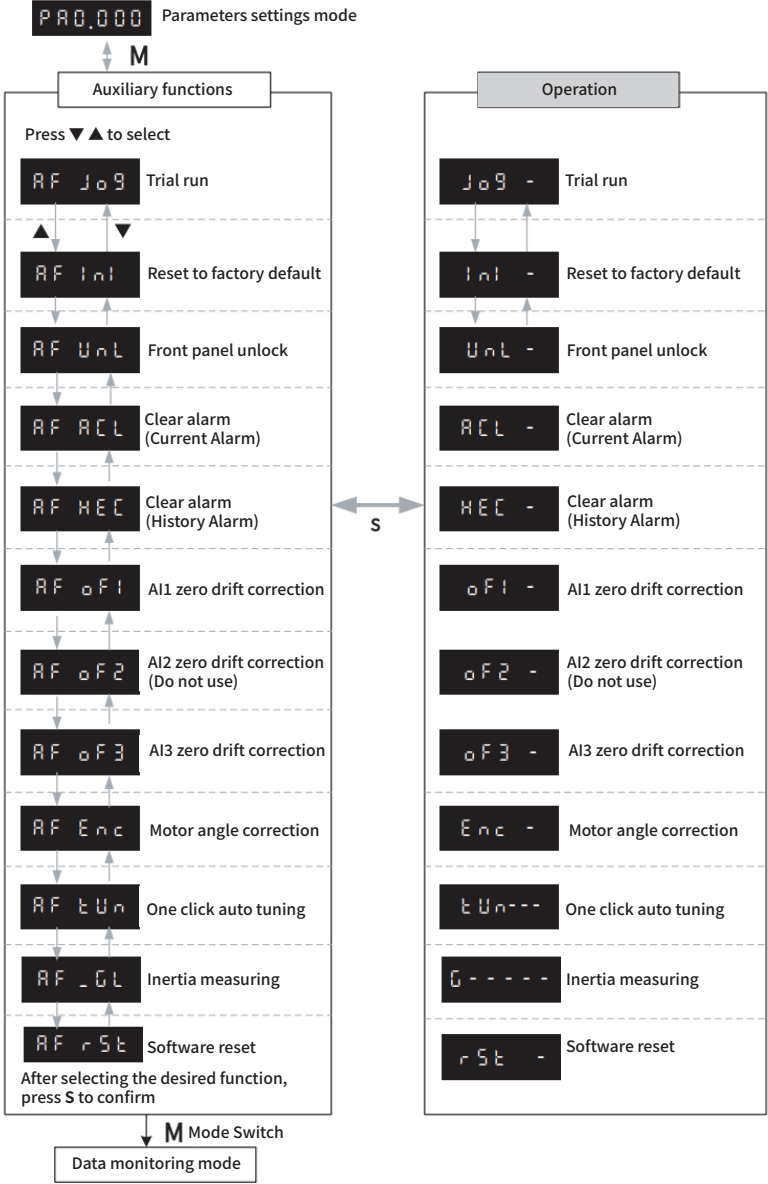 PA0.000 Parameters settings mode
M
Auxiliary functions
Press ▼ ▲ to select
AF Jog Trial run
▲ ▼
AF InI Reset to factory default
AF UnL Front panel unlock
AF ACL Clear alarm
(Current Alarm)
AF HEC Clear alarm
(History Alarm)
AF oF1 AI1 zero drift correction
AF oF2 AI2 zero drift correction
(Do not use)
AF oF3 AI3 zero drift correction
AF Enc Motor angle correction
AF tUn One click auto tuning
AF _GL Inertia measuring
AF rSt Software reset
After selecting the desired function,
press S to confirm
S
Operation
Jog - Trial run
InI - Reset to factory default
UnL - Front panel unlock
ACL - Clear alarm
(Current Alarm)
HEC - Clear alarm
(History Alarm)
oF1 - AI1 zero drift correction
oF2 - AI2 zero drift correction
(Do not use)
oF3 - AI3 zero drift correction
Enc - Motor angle correction
tUn--- One click auto tuning
G----- Inertia measuring
rSt - Software reset
M Mode Switch
Data monitoring mode